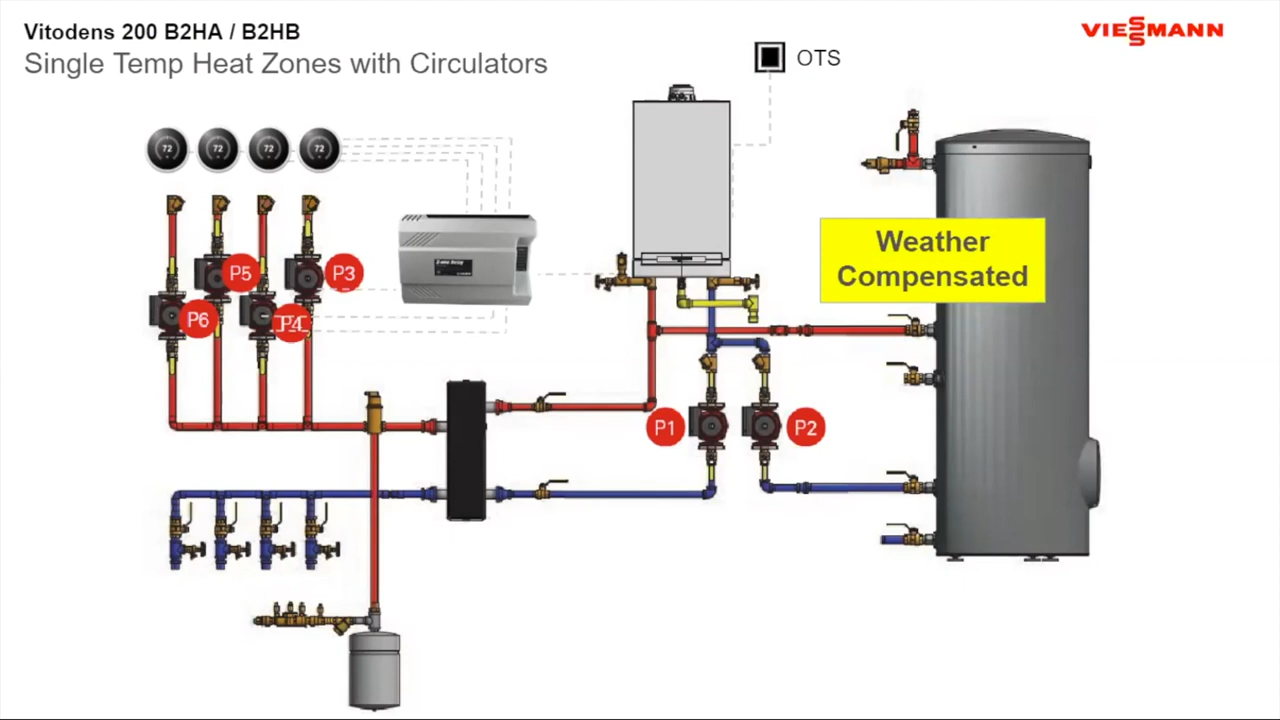 Vitodens 200 B2HA / B2HB
Single Temp Heat Zones with Circulators
VIESSMANN
OTS
72
72
72
72
Weather
Compensated
P5
P3
P6
P4
P1
P2